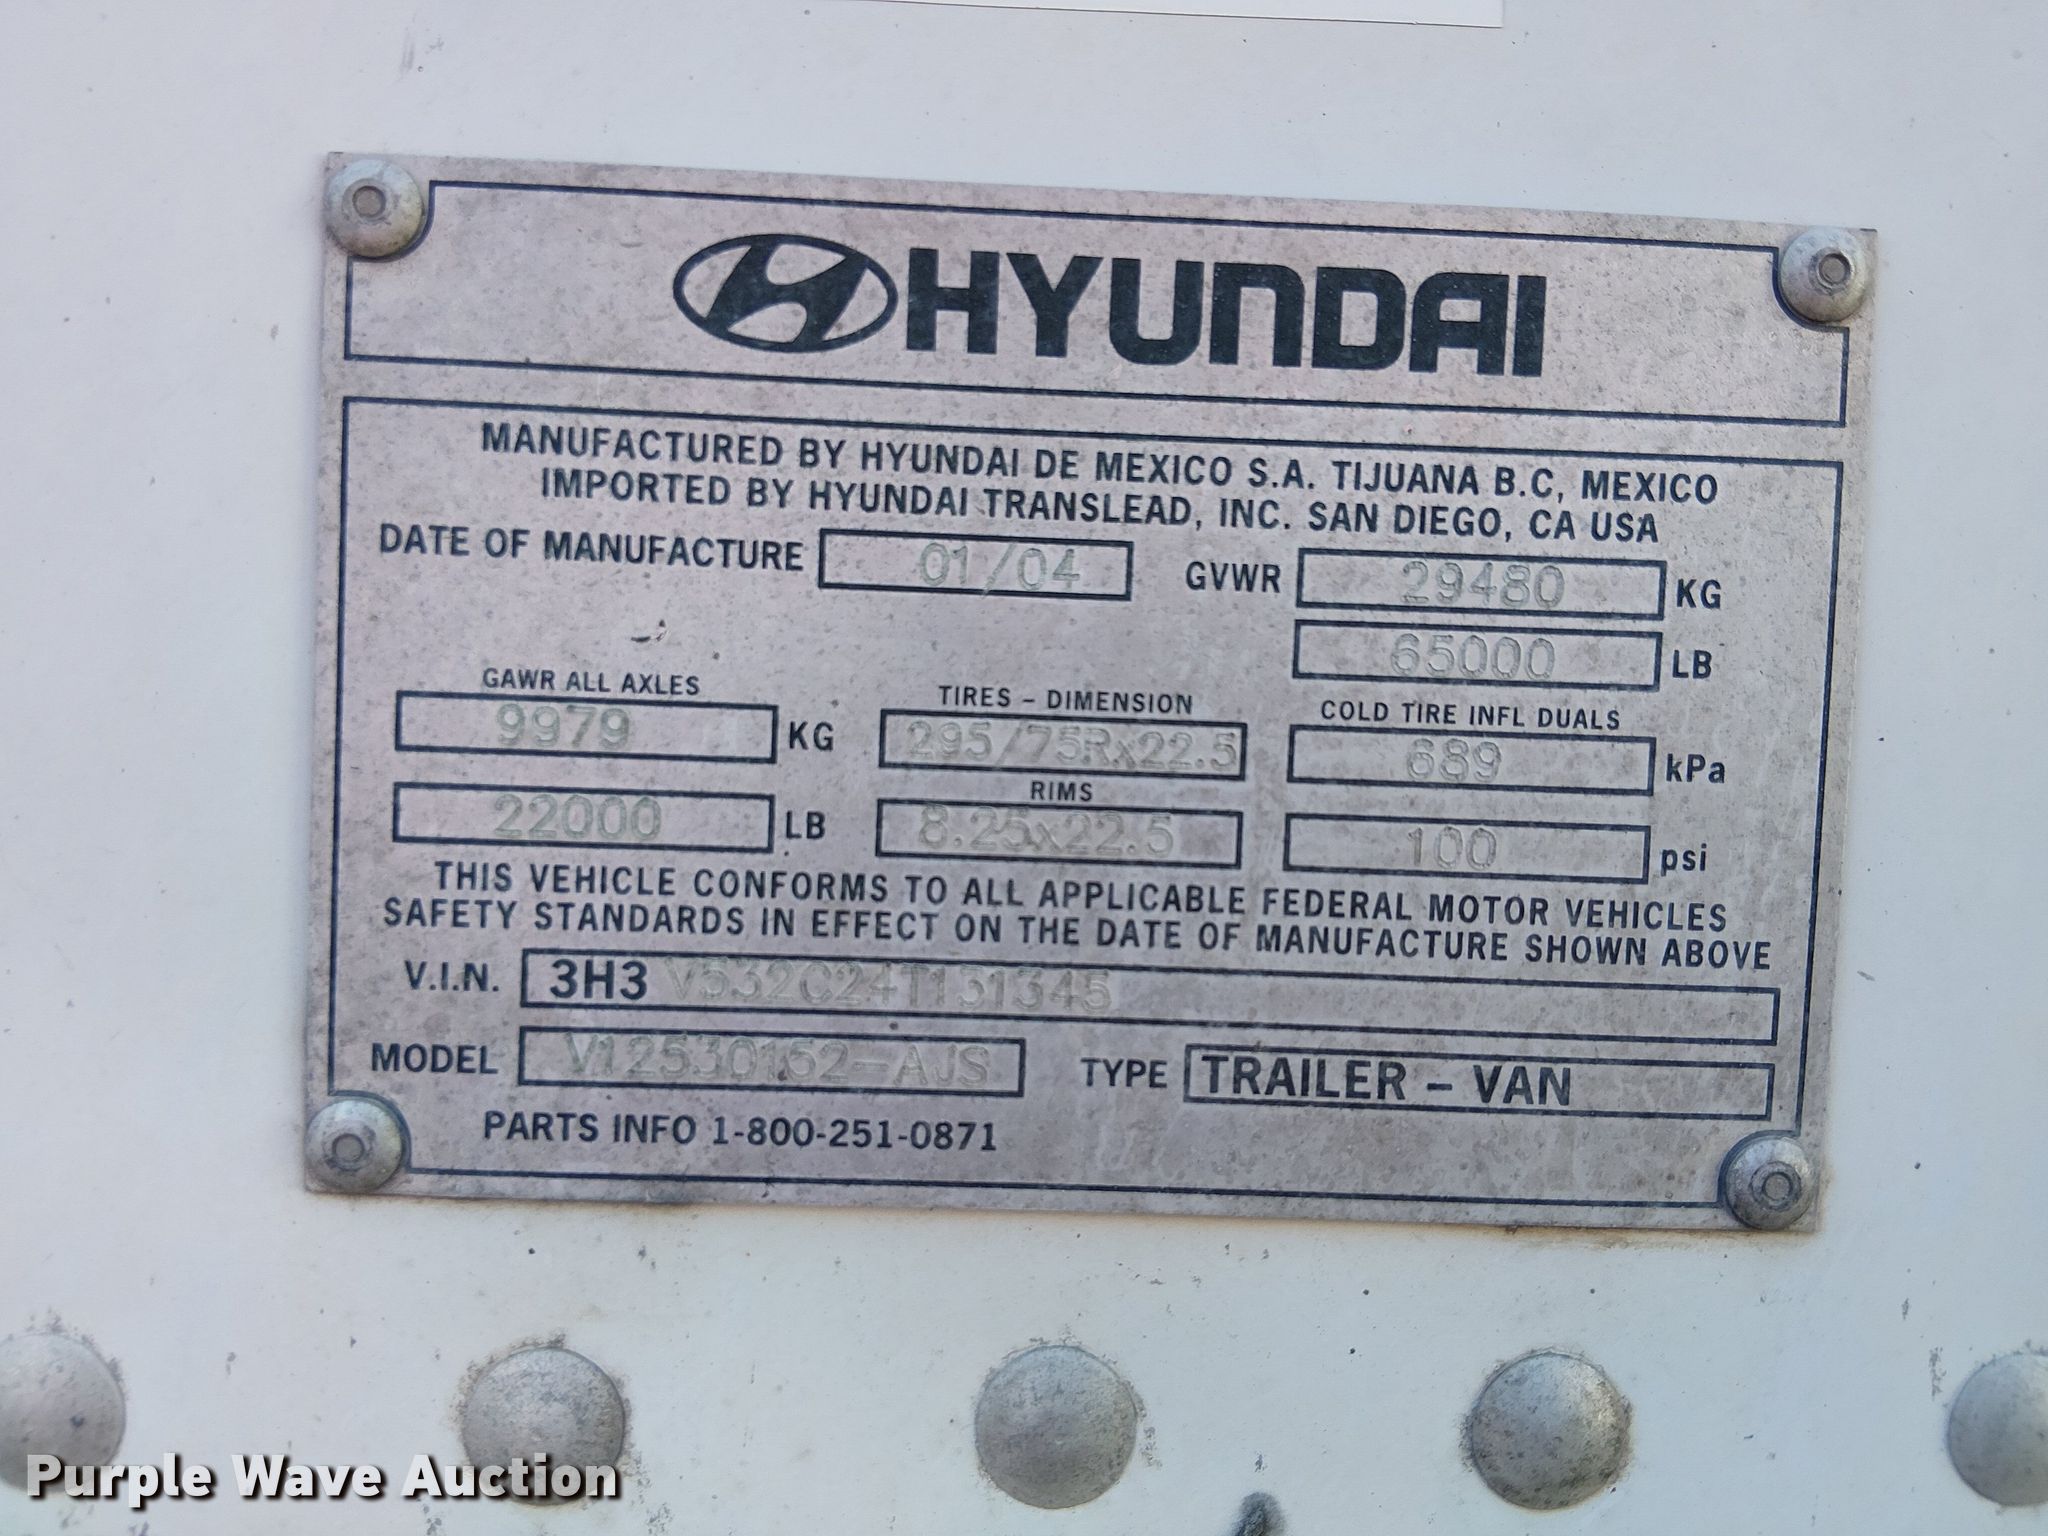 HYUNDAI
MANUFACTURED BY HYUNDAI DE MEXICO S.A. TIJUANA B.C, MEXICO
IMPORTED BY HYUNDAI TRANSLEAD, INC. SAN DIEGO, CA USA
DATE OF MANUFACTURE 01/04 GVWR 29480 KG
65000 LB
GAWR ALL AXLES TIRES - DIMENSION COLD TIRE INFL DUALS
9979 KG 295/75Rx22.5 689 kPa
RIMS
22000 LB 8.25x22.5 100 psi
THIS VEHICLE CONFORMS TO ALL APPLICABLE FEDERAL MOTOR VEHICLES
SAFETY STANDARDS IN EFFECT ON THE DATE OF MANUFACTURE SHOWN ABOVE
V.I.N. 3H3 V532C24T131345
MODEL V12530152-AJS TYPE TRAILER - VAN
PARTS INFO 1-800-251-0871
Purple Wave Auction